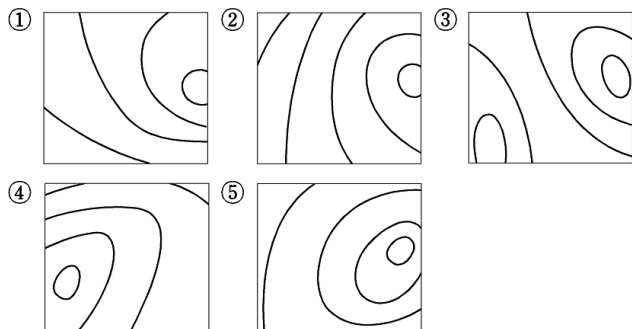 ① ② ③
④ ⑤